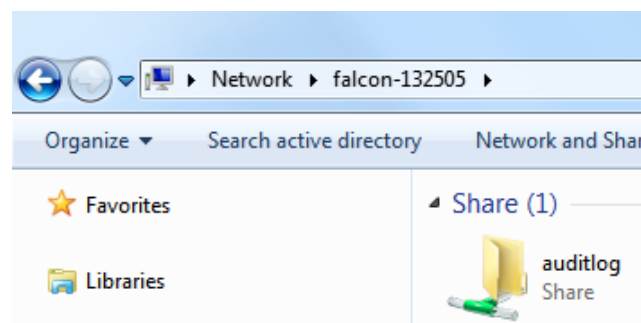 Network falcon-132505
Organize Search active directory Network and Shar
Favorites
Share (1)
Libraries
auditlog
Share